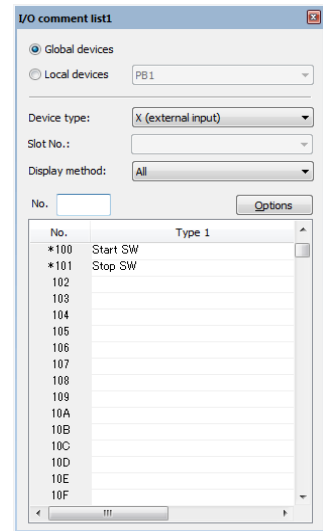 I/O comment list1
Global devices
Local devices PB1
Device type: X (external input)
Slot No.:
Display method: All
No. Options
No. Type 1
*100 Start SW
*101 Stop SW
102
103
104
105
106
107
108
109
10A
10B
10C
10D
10E
10F